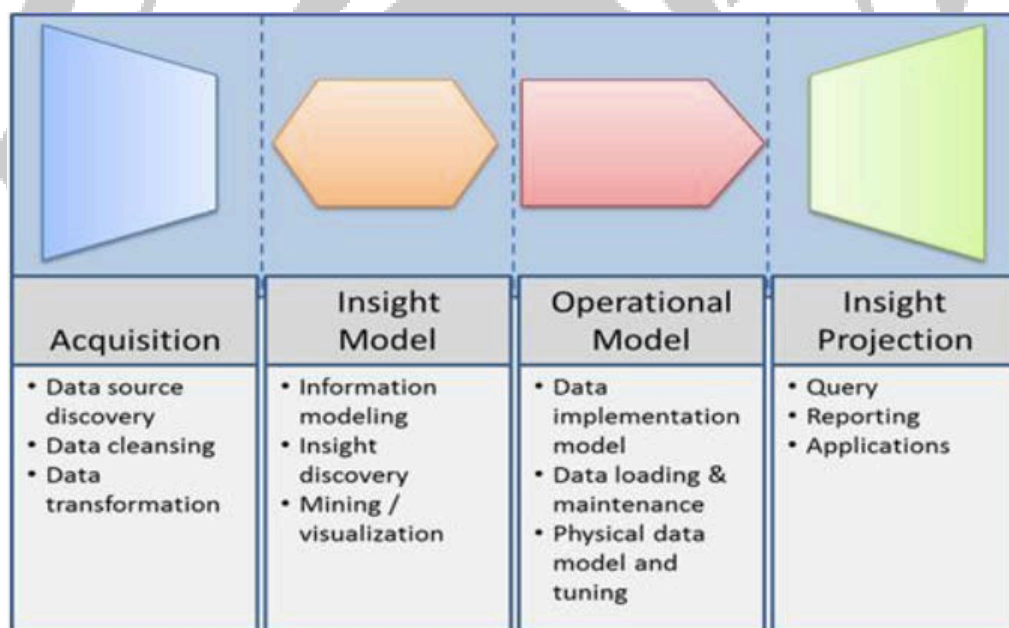 Acquisition
• Data source
discovery
• Data cleansing
• Data
transformation
Insight
Model
• Information
modeling
• Insight
discovery
• Mining /
visualization
Operational
Model
• Data
implementation
model
• Data loading &
maintenance
• Physical data
model and
tuning
Insight
Projection
• Query
• Reporting
• Applications